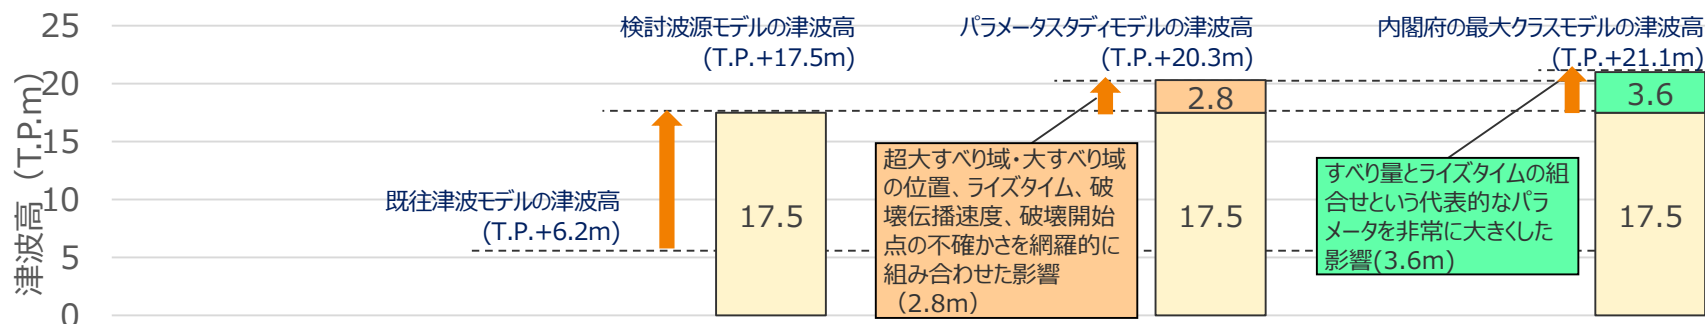 25
20
15
10
5
0
津波高（T.P.m)
検討波源モデルの津波高
(T.P.+17.5m)
パラメータスタディモデルの津波高
(T.P.+20.3m)
内閣府の最大クラスモデルの津波高
(T.P.+21.1m)
既往津波モデルの津波高
(T.P.+6.2m)
17.5
2.8
17.5
3.6
17.5
超大すべり域・大すべり域
の位置、ライズタイム、破
壊伝播速度、破壊開始
点の不確かさを網羅的に
組み合わせた影響
（2.8m）
すべり量とライズタイムの組
合せという代表的なパラ
メータを非常に大きくした
影響(3.6m)